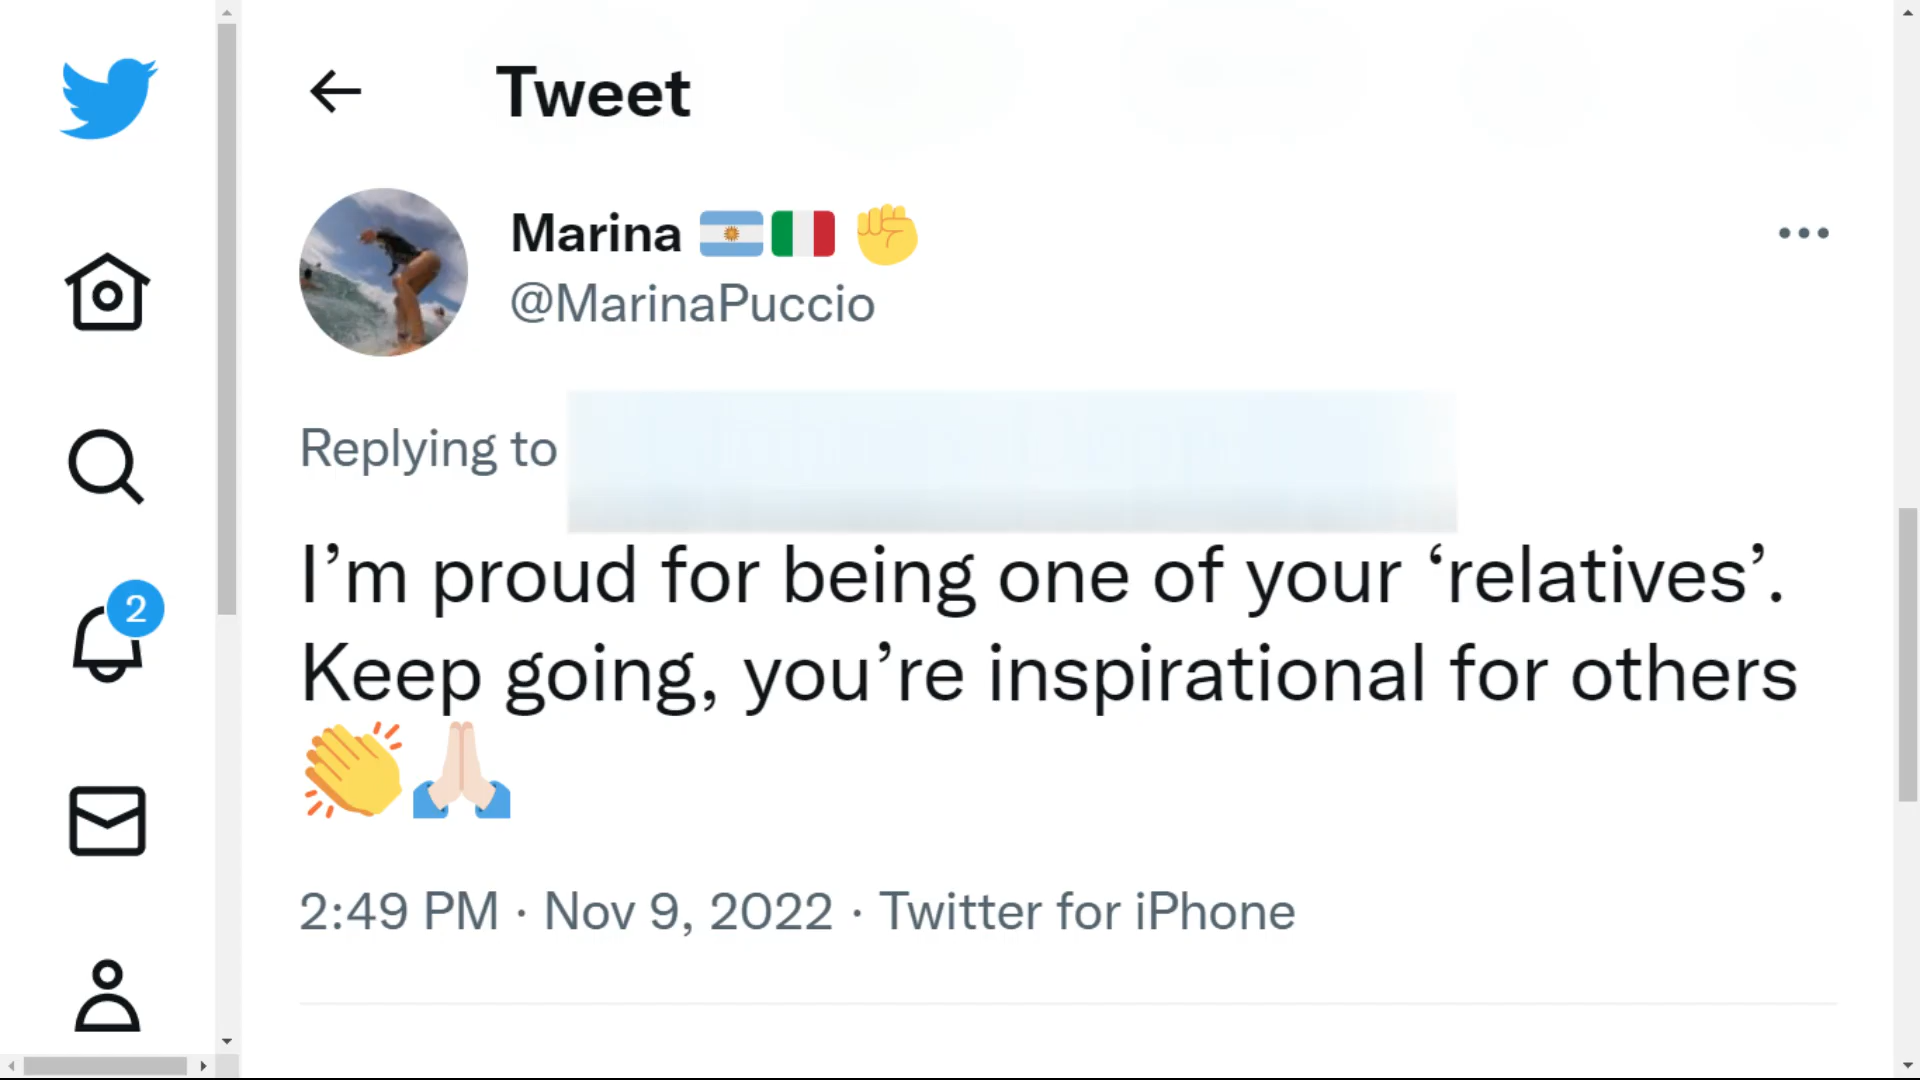 Tweet
Marina 🇦🇷🇮🇹 ✊
@MarinaPuccio
Replying to
I’m proud for being one of your ‘relatives’.
Keep going, you’re inspirational for others
👏🙏🏻
2:49 PM · Nov 9, 2022 · Twitter for iPhone
2